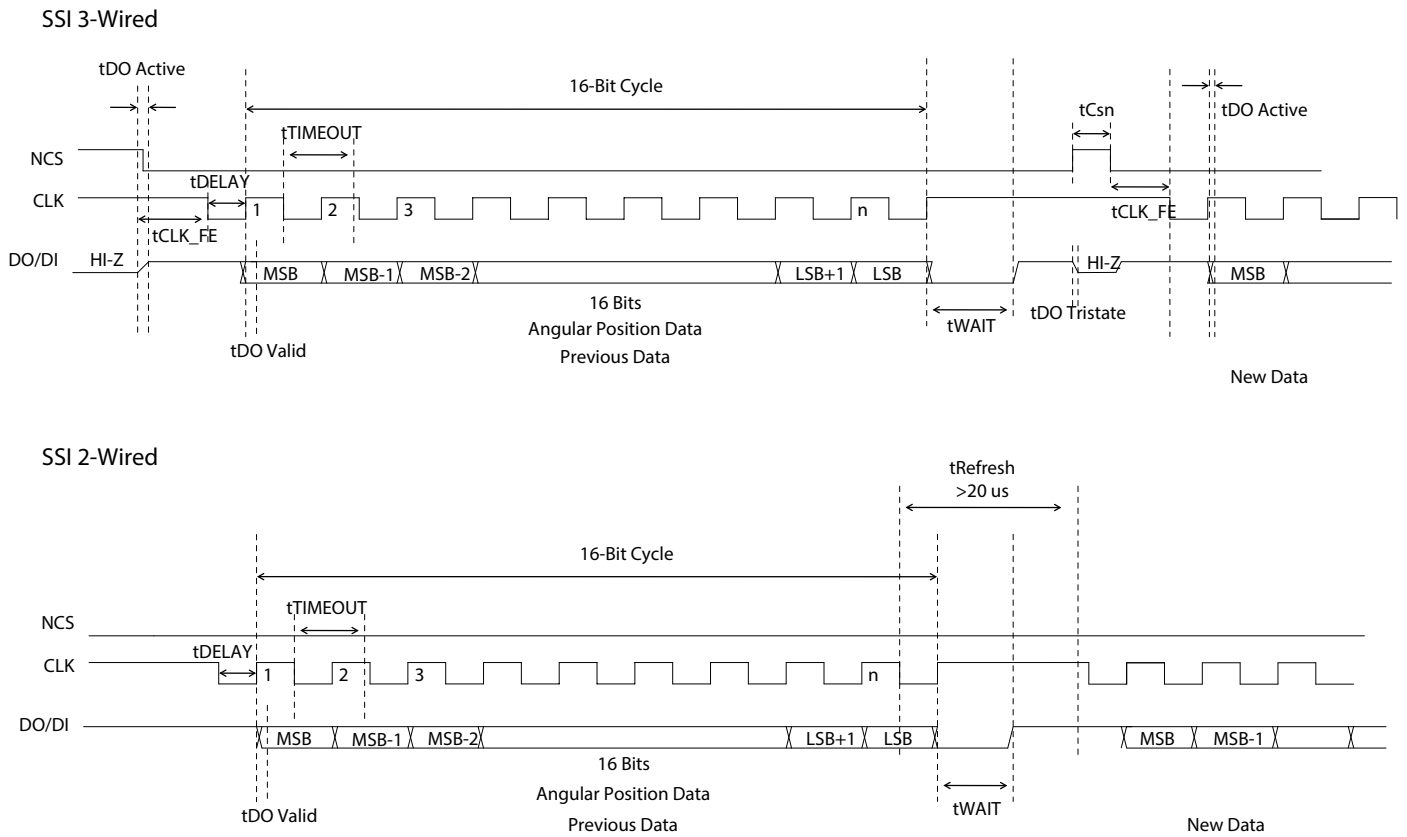 SSI 3-Wired
tDO Active
16-Bit Cycle
tCsn
tDO Active
tTIMEOUT
NCS
tDELAY
CLK
1
2
3
n
tCLK_FE
tCLK_FE
DO/DI
HI-Z
MSB
MSB-1
MSB-2
LSB+1
LSB
HI-Z
MSB
16 Bits
tWAIT
tDO Tristate
Angular Position Data
tDO Valid
Previous Data
New Data
SSI 2-Wired
tRefresh
>20 us
16-Bit Cycle
tTIMEOUT
NCS
tDELAY
CLK
1
2
3
n
DO/DI
MSB
MSB-1
MSB-2
LSB+1
LSB
MSB
MSB-1
16 Bits
Angular Position Data
tWAIT
tDO Valid
Previous Data
New Data